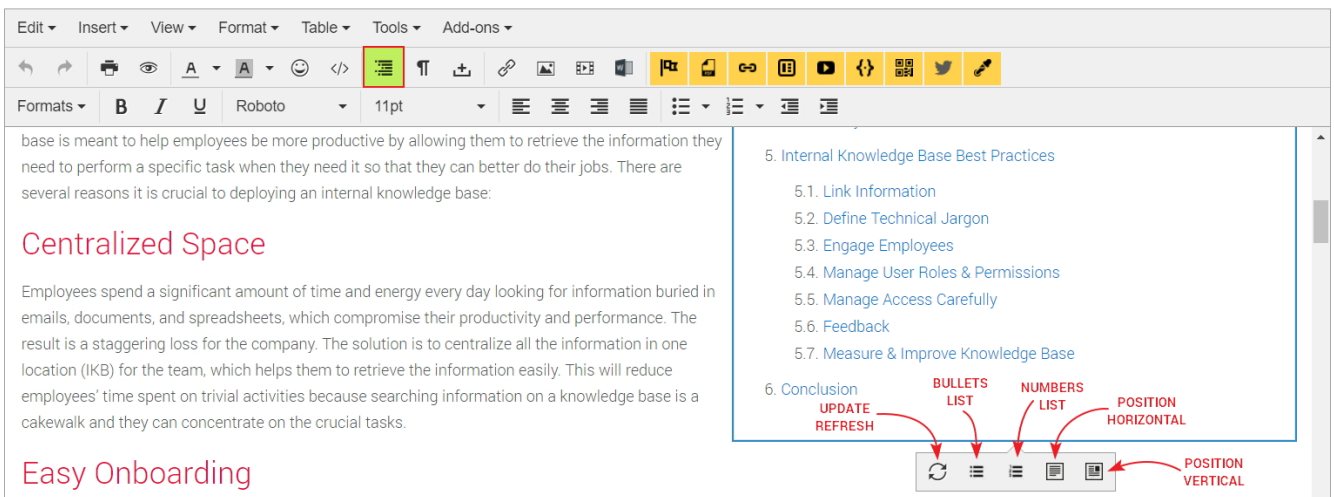 Edit Insert View Format Table Tools Add-ons
A A </>
Formats B I U Roboto 11pt
base is meant to help employees be more productive by allowing them to retrieve the information they
need to perform a specific task when they need it so that they can better do their jobs. There are
several reasons it is crucial to deploying an internal knowledge base:
Centralized Space
Employees spend a significant amount of time and energy every day looking for information buried in
emails, documents, and spreadsheets, which compromise their productivity and performance. The
result is a staggering loss for the company. The solution is to centralize all the information in one
location (IKB) for the team, which helps them to retrieve the information easily. This will reduce
employees’ time spent on trivial activities because searching information on a knowledge base is a
cakewalk and they can concentrate on the crucial tasks.
Easy Onboarding
5. Internal Knowledge Base Best Practices
5.1. Link Information
5.2. Define Technical Jargon
5.3. Engage Employees
5.4. Manage User Roles & Permissions
5.5. Manage Access Carefully
5.6. Feedback
5.7. Measure & Improve Knowledge Base
6. Conclusion
UPDATE
REFRESH
BULLETS
LIST
NUMBERS
LIST
POSITION
HORIZONTAL
POSITION
VERTICAL